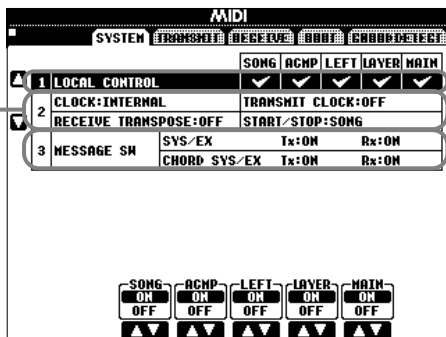 MIDI
SYSTEM TRANSMIT RECEIVE ROOT CHORD DETECT
SONG ACMP LEFT LAYER MAIN
1 LOCAL CONTROL
2 CLOCK:INTERNAL TRANSMIT CLOCK:OFF
RECEIVE TRANSPOSE:OFF START/STOP:SONG
3 MESSAGE SW SYS/EX Tx:ON Rx:ON
CHORD SYS/EX Tx:ON Rx:ON
SONG ACMP LEFT LAYER MAIN
ON ON ON ON ON
OFF OFF OFF OFF OFF